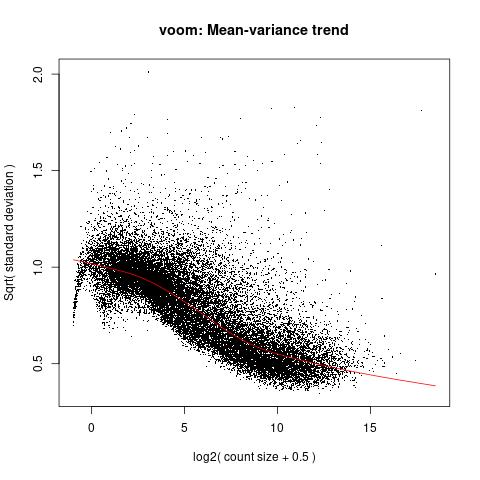 voom: Mean-variance trend
Sqrt( standard deviation )
2.0
1.5
1.0
0.5
0
5
10
15
log2( count size + 0.5 )